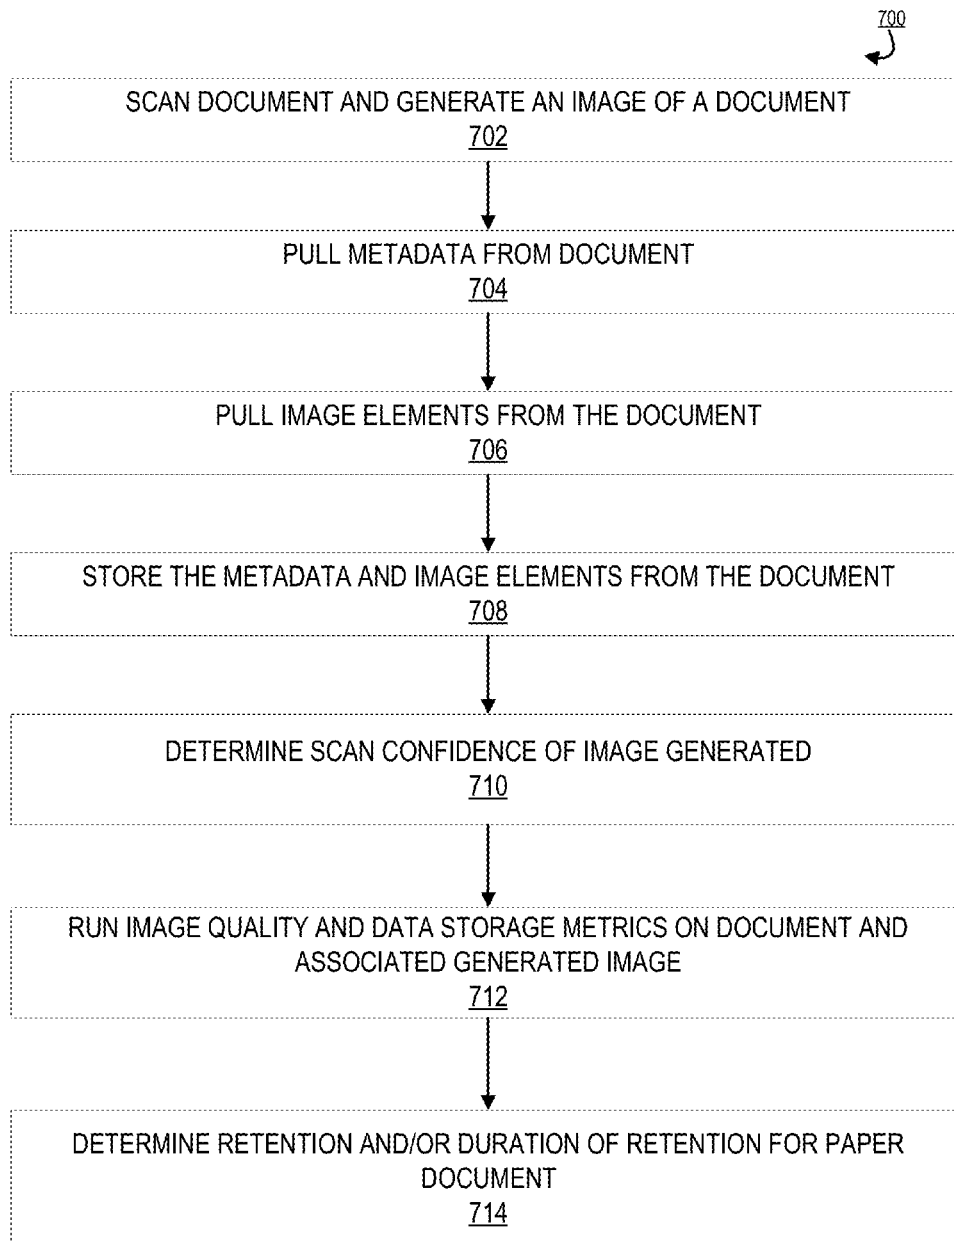 700
SCAN DOCUMENT AND GENERATE AN IMAGE OF A DOCUMENT
702
PULL METADATA FROM DOCUMENT
704
PULL IMAGE ELEMENTS FROM THE DOCUMENT
706
STORE THE METADATA AND IMAGE ELEMENTS FROM THE DOCUMENT
708
DETERMINE SCAN CONFIDENCE OF IMAGE GENERATED
710
RUN IMAGE QUALITY AND DATA STORAGE METRICS ON DOCUMENT AND
ASSOCIATED GENERATED IMAGE
712
DETERMINE RETENTION AND/OR DURATION OF RETENTION FOR PAPER
DOCUMENT
714